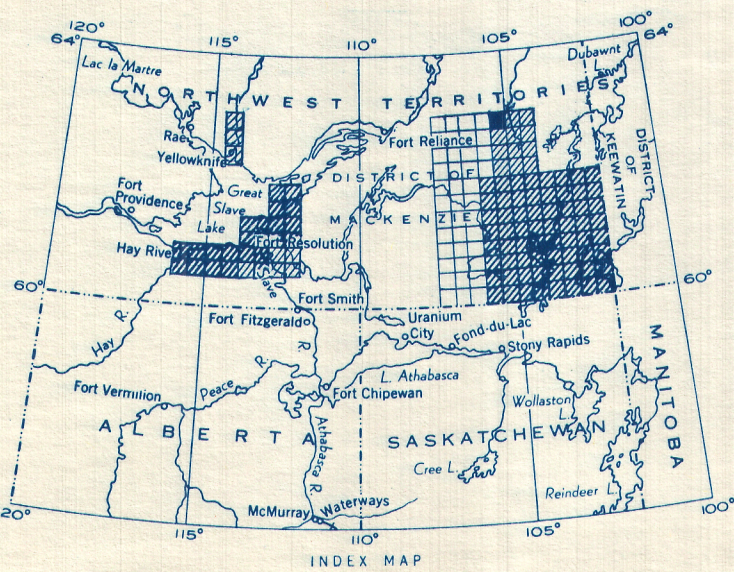 120°
115°
110°
105°
100°
64°
64°
Lac la Martre
Dubawnt
L.
NORTHWEST TERRITORIES
Rae
Fort Reliance
Yellowknife
DISTRICT OF
MACKENZIE
DISTRICT
OF
KEEWATIN
Fort
Providence
Great
Slave
Lake
Hay River
Fort Resolution
Slave
60°
60°
Fort Smith
Fort Fitzgerald
R.
Uranium
City
Fond-du-Lac
Stony Rapids
Hay R.
L. Athabasca
Fort Vermilion
Peace R.
Fort Chipewan
Wollaston
L.
MANITOBA
ALBERTA
SASKATCHEWAN
Athabasca R.
Cree L.
Reindeer L.
McMurray
Waterways
20°
115°
110°
105°
100°
INDEX MAP